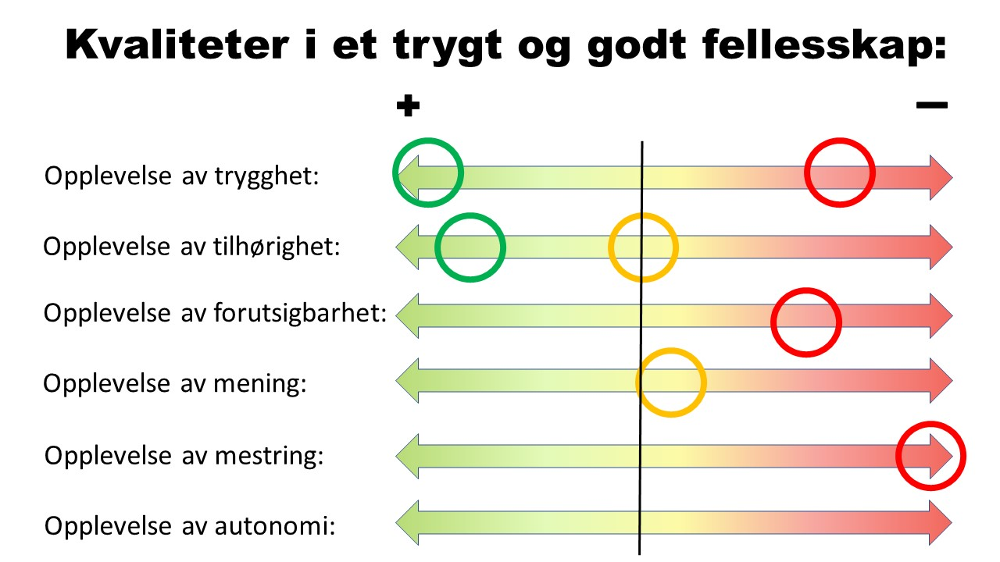 Kvaliteter i et trygt og godt fellesskap:
+ –
Opplevelse av trygghet:
Opplevelse av tilhørighet:
Opplevelse av forutsigbarhet:
Opplevelse av mening:
Opplevelse av mestring:
Opplevelse av autonomi: